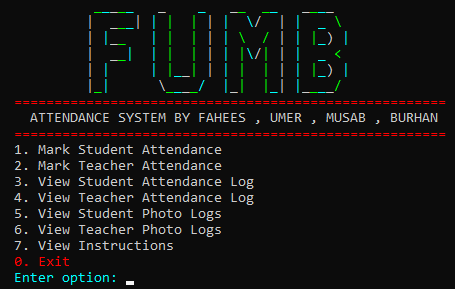 FUMB
ATTENDANCE SYSTEM BY FAHEES , UMER , MUSAB , BURHAN
1. Mark Student Attendance
2. Mark Teacher Attendance
3. View Student Attendance Log
4. View Teacher Attendance Log
5. View Student Photo Logs
6. View Teacher Photo Logs
7. View Instructions
0. Exit
Enter option: